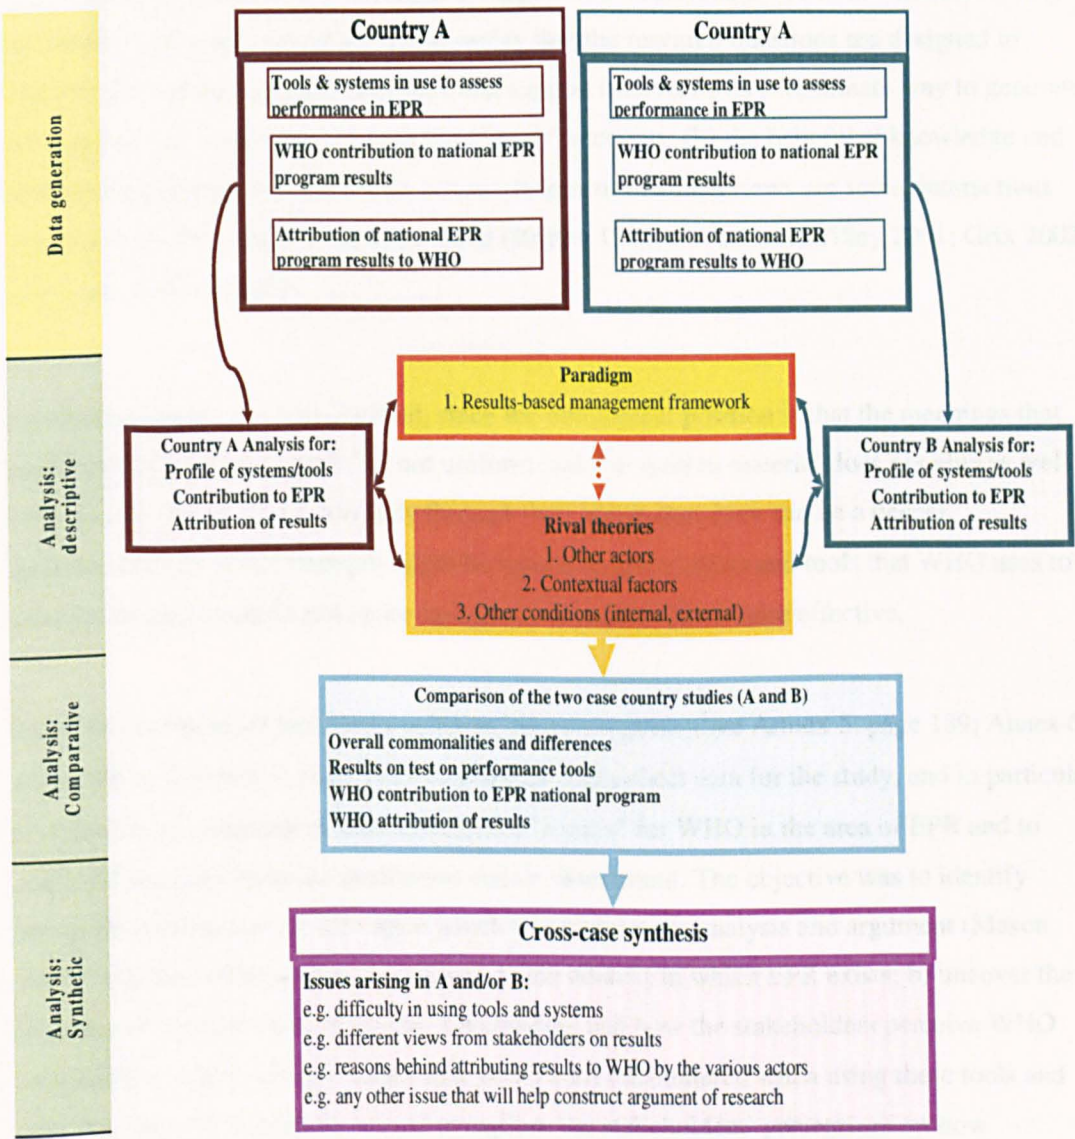 Country A
Tools & systems in use to assess
performance in EPR
WHO contribution to national EPR
program results
Attribution of national EPR
program results to WHO
Country A
Tools & systems in use to assess
performance in EPR
WHO contribution to national EPR
program results
Attribution of national EPR
program results to WHO
Data generation
Analysis:
descriptive
Paradigm
1. Results-based management framework
Country A Analysis for:
Profile of systems/tools
Contribution to EPR
Attribution of results
Country B Analysis for:
Profile of systems/tools
Contribution to EPR
Attribution of results
Rival theories
1. Other actors
2. Contextual factors
3. Other conditions (internal, external)
Analysis:
Comparative
Comparison of the two case country studies (A and B)
Overall commonalities and differences
Results on test on performance tools
WHO contribution to EPR national program
WHO attribution of results
Analysis:
Synthetic
Cross-case synthesis
Issues arising in A and/or B:
e.g. difficulty in using tools and systems
e.g. different views from stakeholders on results
e.g. reasons behind attributing results to WHO by the various actors
e.g. any other issue that will help construct argument of research